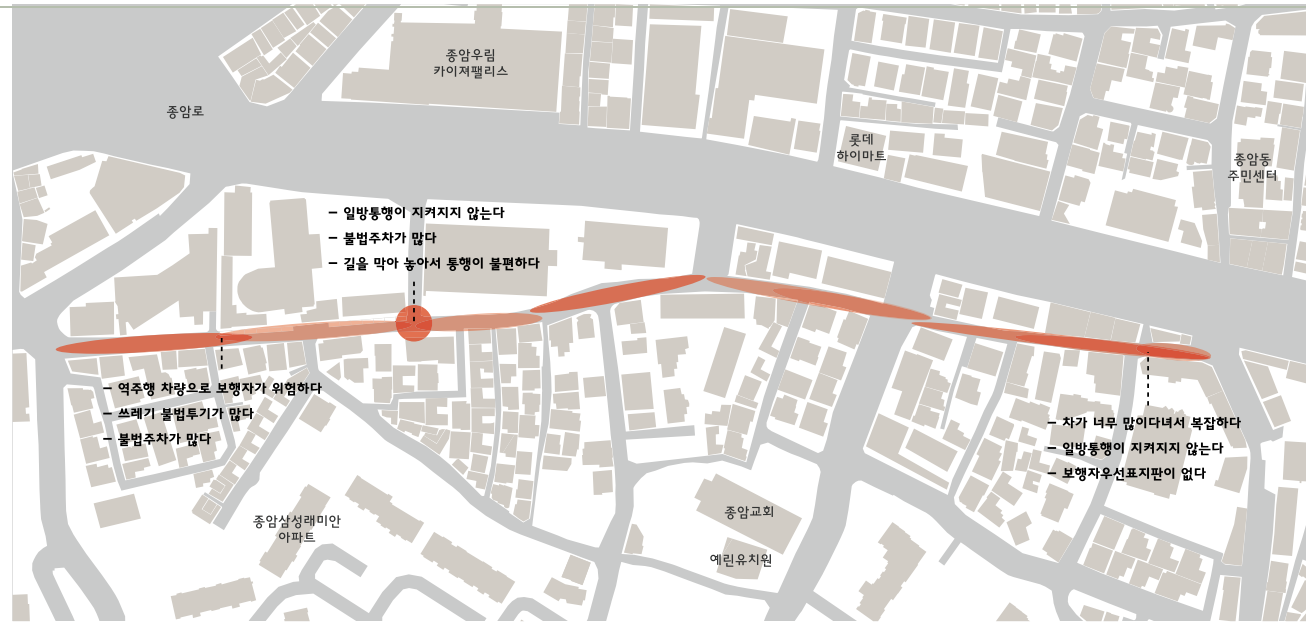 종암우림
카이져팰리스
종암로
롯데
하이마트
종암동
주민센터
– 일방통행이 지켜지지 않는다
– 불법주차가 많다
– 길을 막아 놓아서 통행이 불편하다
– 역주행 차량으로 보행자가 위험하다
– 쓰레기 불법투기가 많다
– 불법주차가 많다
– 차가 너무 많이다녀서 복잡하다
– 일방통행이 지켜지지 않는다
– 보행자우선표지판이 없다
종암삼성래미안
아파트
종암교회
예린유치원